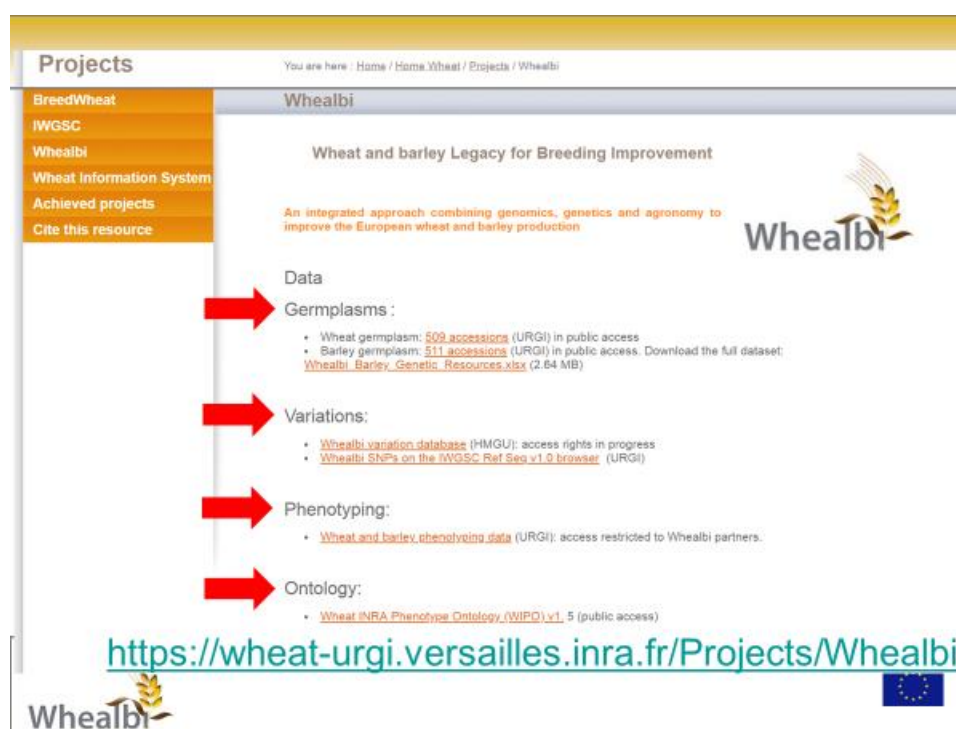 Projects
You are here : Home / Home Wheat / Projects / Whealbi
BreedWheat
IWGSC
Whealbi
Wheat Information System
Achieved projects
Cite this resource
Whealbi
Wheat and barley Legacy for Breeding Improvement
An integrated approach combining genomics, genetics and agronomy to
improve the European wheat and barley production
Whealbi
Data
Germplasms :
• Wheat germplasm: 509 accessions (URGI) in public access
• Barley germplasm: 511 accessions (URGI) in public access. Download the full dataset:
Whealbi_Barley_Genetic_Resources.xlsx (2.64 MB)
Variations:
• Whealbi variation database (HMGU): access rights in progress
• Whealbi SNPs on the IWGSC Ref Seq v1.0 browser (URGI)
Phenotyping:
• Wheat and barley phenotyping data (URGI): access restricted to Whealbi partners.
Ontology:
• Wheat INRA Phenotype Ontology (WIPO) v1. 5 (public access)
https://wheat-urgi.versailles.inra.fr/Projects/Whealbi
Whealbi